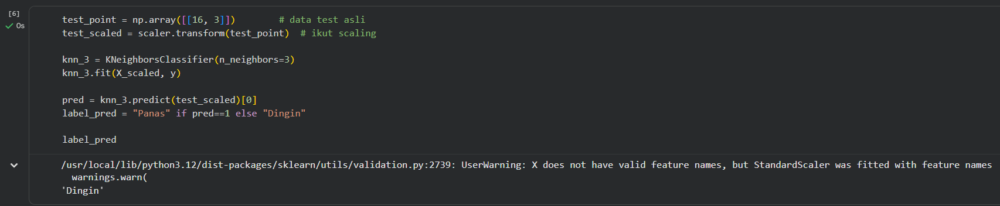 [6]
0s
test_point = np.array([[16, 3]])        # data test asli
test_scaled = scaler.transform(test_point)  # ikut scaling
knn_3 = KNeighborsClassifier(n_neighbors=3)
knn_3.fit(X_scaled, y)
pred = knn_3.predict(test_scaled)[0]
label_pred = "Panas" if pred==1 else "Dingin"
label_pred
/usr/local/lib/python3.12/dist-packages/sklearn/utils/validation.py:2739: UserWarning: X does not have valid feature names, but StandardScaler was fitted with feature names
  warnings.warn(
'Dingin'